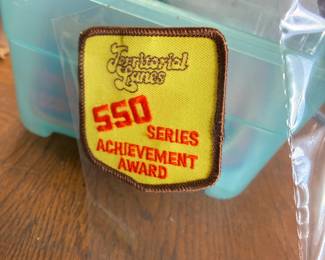 Territorial
Lanes
550
SERIES
ACHIEVEMENT
AWARD